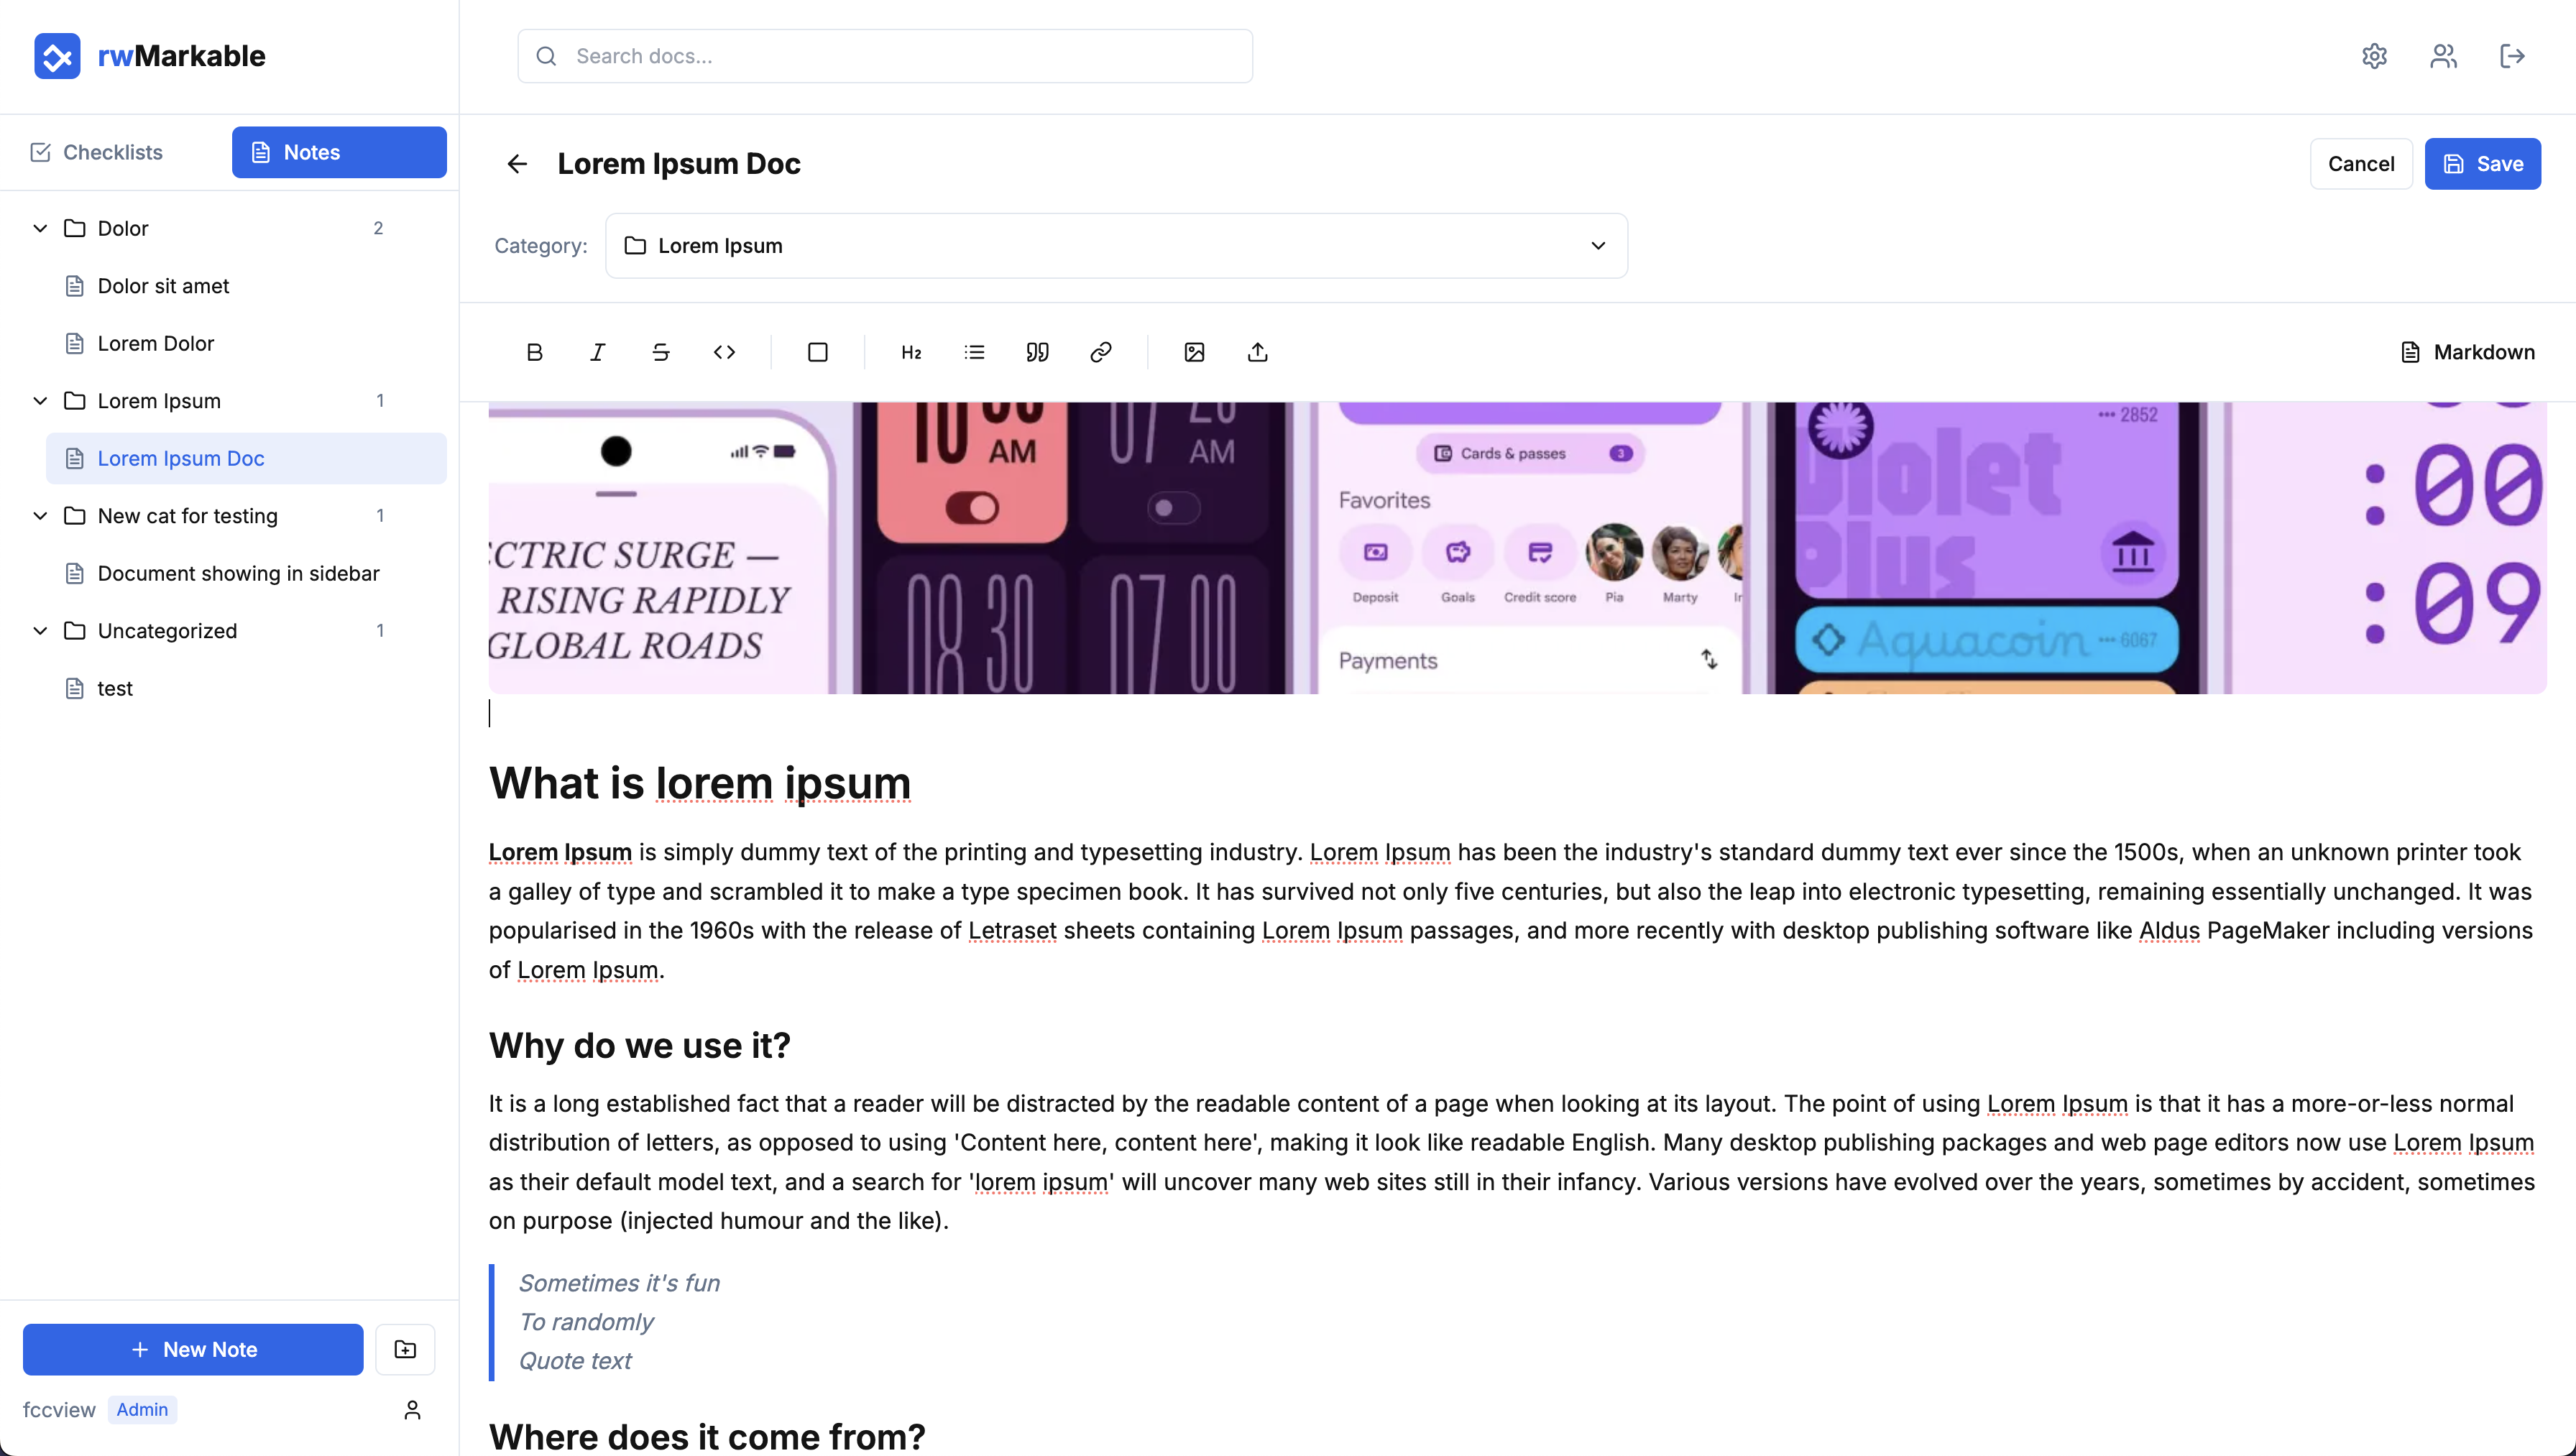 rwMarkable
Search docs...
Checklists
Notes
Dolor 2
Dolor sit amet
Lorem Dolor
Lorem Ipsum 1
Lorem Ipsum Doc
New cat for testing 1
Document showing in sidebar
Uncategorized 1
test
New Note
fccview Admin
Lorem Ipsum Doc
Cancel
Save
Category: Lorem Ipsum
H2
Markdown
CTRIC SURGE —
RISING RAPIDLY
GLOBAL ROADS
10
AM
07
AM
08 30
07 00
Cards & passes 3
Favorites
Deposit Goals Credit score Pia Marty
Payments
••• 2852
Violet
Plus
Aquacoin ••• 6067
:00
:09
What is lorem ipsum
Lorem Ipsum is simply dummy text of the printing and typesetting industry. Lorem Ipsum has been the industry's standard dummy text ever since the 1500s, when an unknown printer took
a galley of type and scrambled it to make a type specimen book. It has survived not only five centuries, but also the leap into electronic typesetting, remaining essentially unchanged. It was
popularised in the 1960s with the release of Letraset sheets containing Lorem Ipsum passages, and more recently with desktop publishing software like Aldus PageMaker including versions
of Lorem Ipsum.
Why do we use it?
It is a long established fact that a reader will be distracted by the readable content of a page when looking at its layout. The point of using Lorem Ipsum is that it has a more-or-less normal
distribution of letters, as opposed to using 'Content here, content here', making it look like readable English. Many desktop publishing packages and web page editors now use Lorem Ipsum
as their default model text, and a search for 'lorem ipsum' will uncover many web sites still in their infancy. Various versions have evolved over the years, sometimes by accident, sometimes
on purpose (injected humour and the like).
Sometimes it's fun
To randomly
Quote text
Where does it come from?